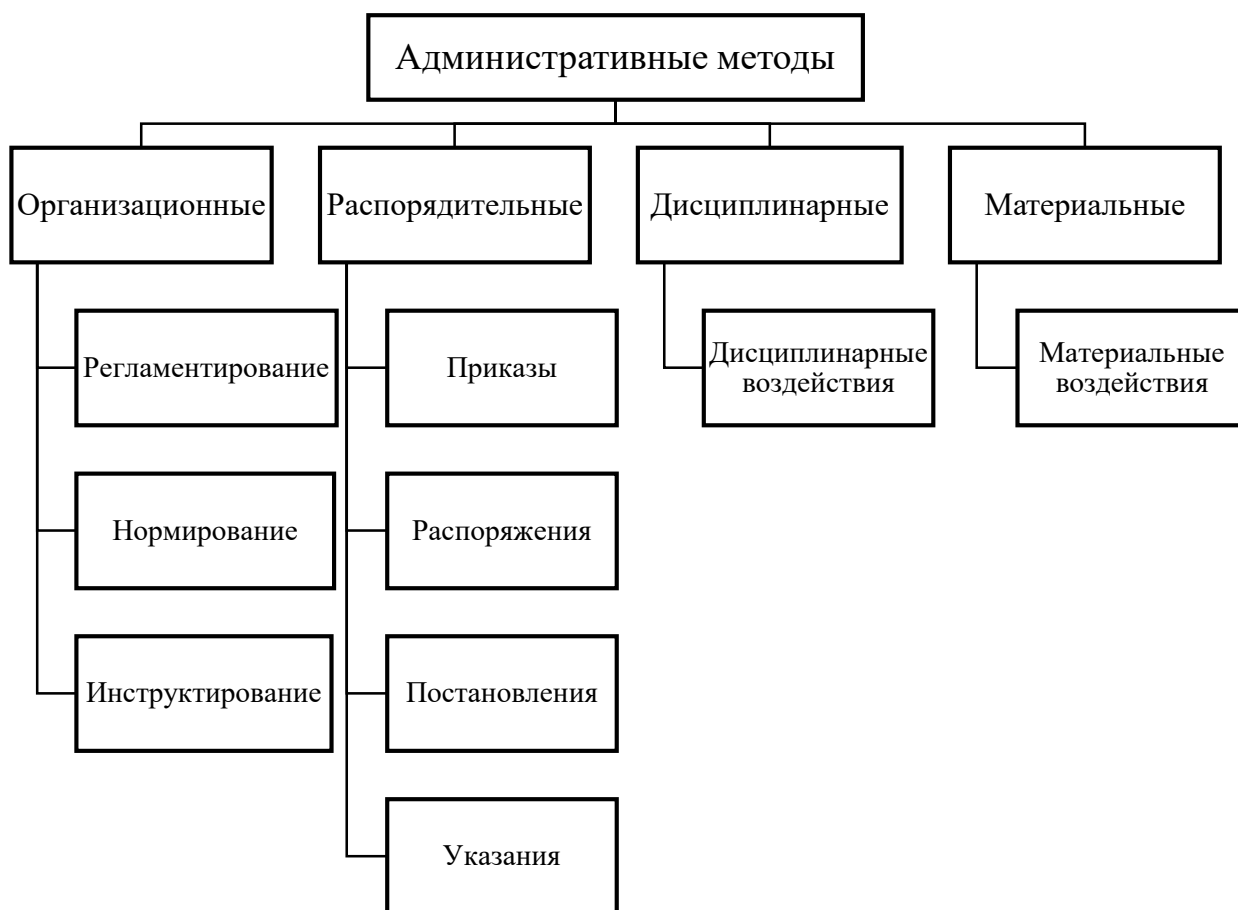 Административные методы
Организационные
Распорядительные
Дисциплинарные
Материальные
Регламентирование
Приказы
Дисциплинарные
воздействия
Материальные
воздействия
Нормирование
Распоряжения
Инструктирование
Постановления
Указания